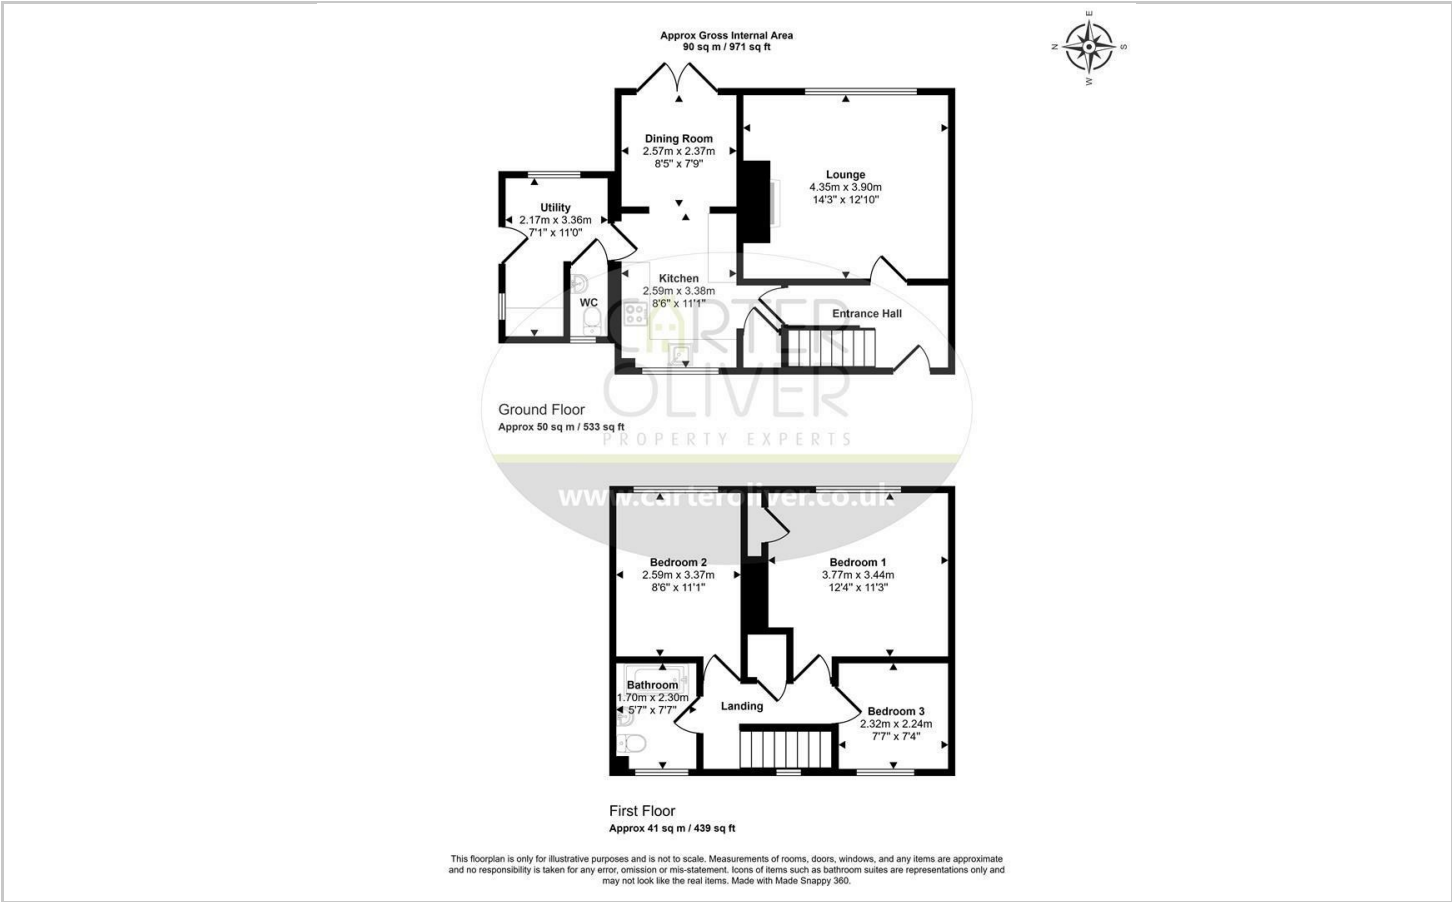 Approx Gross Internal Area
90 sq m / 971 sq ft
E
N
S
W
Dining Room
2.57m x 2.37m
8'5" x 7'9"
Lounge
4.35m x 3.90m
14'3" x 12'10"
Utility
2.17m x 3.36m
7'1" x 11'0"
Kitchen
2.59m x 3.38m
8'6" x 11'1"
WC
Entrance Hall
CARTER
OLIVER
PROPERTY EXPERTS
www.carteroliver.co.uk
Ground Floor
Approx 50 sq m / 533 sq ft
Bedroom 2
2.59m x 3.37m
8'6" x 11'1"
Bedroom 1
3.77m x 3.44m
12'4" x 11'3"
Bathroom
1.70m x 2.30m
5'7" x 7'7"
Landing
Bedroom 3
2.32m x 2.24m
7'7" x 7'4"
First Floor
Approx 41 sq m / 439 sq ft
This floorplan is only for illustrative purposes and is not to scale. Measurements of rooms, doors, windows, and any items are approximate
and no responsibility is taken for any error, omission or mis-statement. Icons of items such as bathroom suites are representations only and
may not look like the real items. Made with Made Snappy 360.